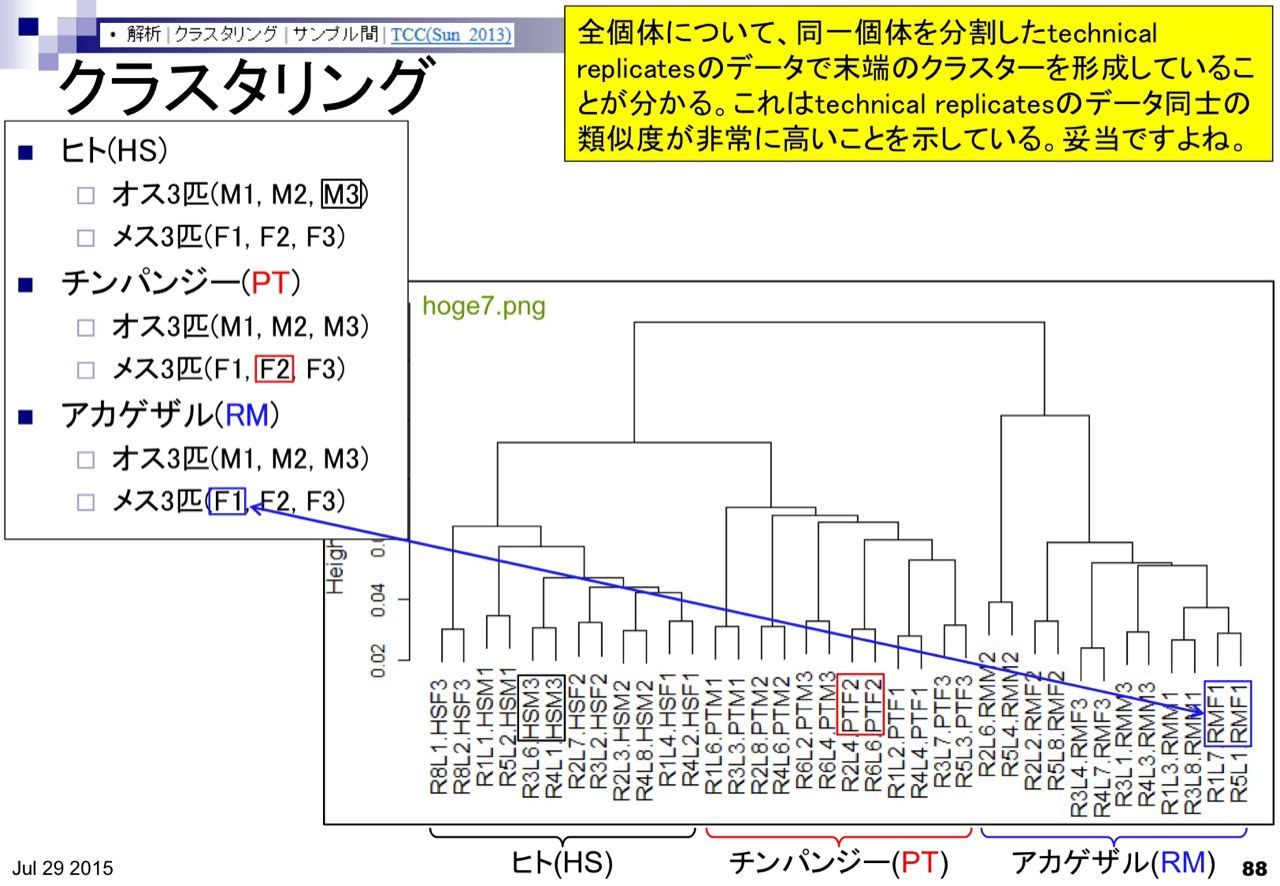 • 解析 | クラスタリング | サンプル間 | TCC(Sun_2013)
全個体について、同一個体を分割したtechnical
replicatesのデータで末端のクラスターを形成しているこ
とが分かる。これはtechnical replicatesのデータ同士の
類似度が非常に高いことを示している。妥当ですよね。
クラスタリング
ヒト(HS)
オス3匹(M1, M2, M3)
メス3匹(F1, F2, F3)
チンパンジー(PT)
オス3匹(M1, M2, M3)
メス3匹(F1, F2, F3)
アカゲザル(RM)
オス3匹(M1, M2, M3)
メス3匹(F1, F2, F3)
hoge7.png
0.04
0.02
R8L1.HSF3
R8L2.HSF3
R1L1.HSM1
R5L2.HSM1
R3L6.HSM3
R4L1.HSM3
R2L7.HSF2
R3L2.HSF2
R2L3.HSM2
R4L8.HSM2
R1L4.HSF1
R4L2.HSF1
R1L6.PTM1
R3L3.PTM1
R2L8.PTM2
R4L6.PTM2
R6L2.PTM3
R6L4.PTM3
R2L4.PTF2
R6L6.PTF2
R1L2.PTF1
R4L4.PTF1
R3L7.PTF3
R5L3.PTF3
R2L6.RMM2
R5L4.RMM2
R2L2.RMF2
R5L8.RMF2
R3L4.RMF3
R4L7.RMF3
R3L1.RMM3
R4L3.RMM3
R1L3.RMM1
R3L8.RMM1
R1L7.RMF1
R5L1.RMF1
ヒト(HS)
チンパンジー(PT)
アカゲザル(RM)
Jul 29 2015
88